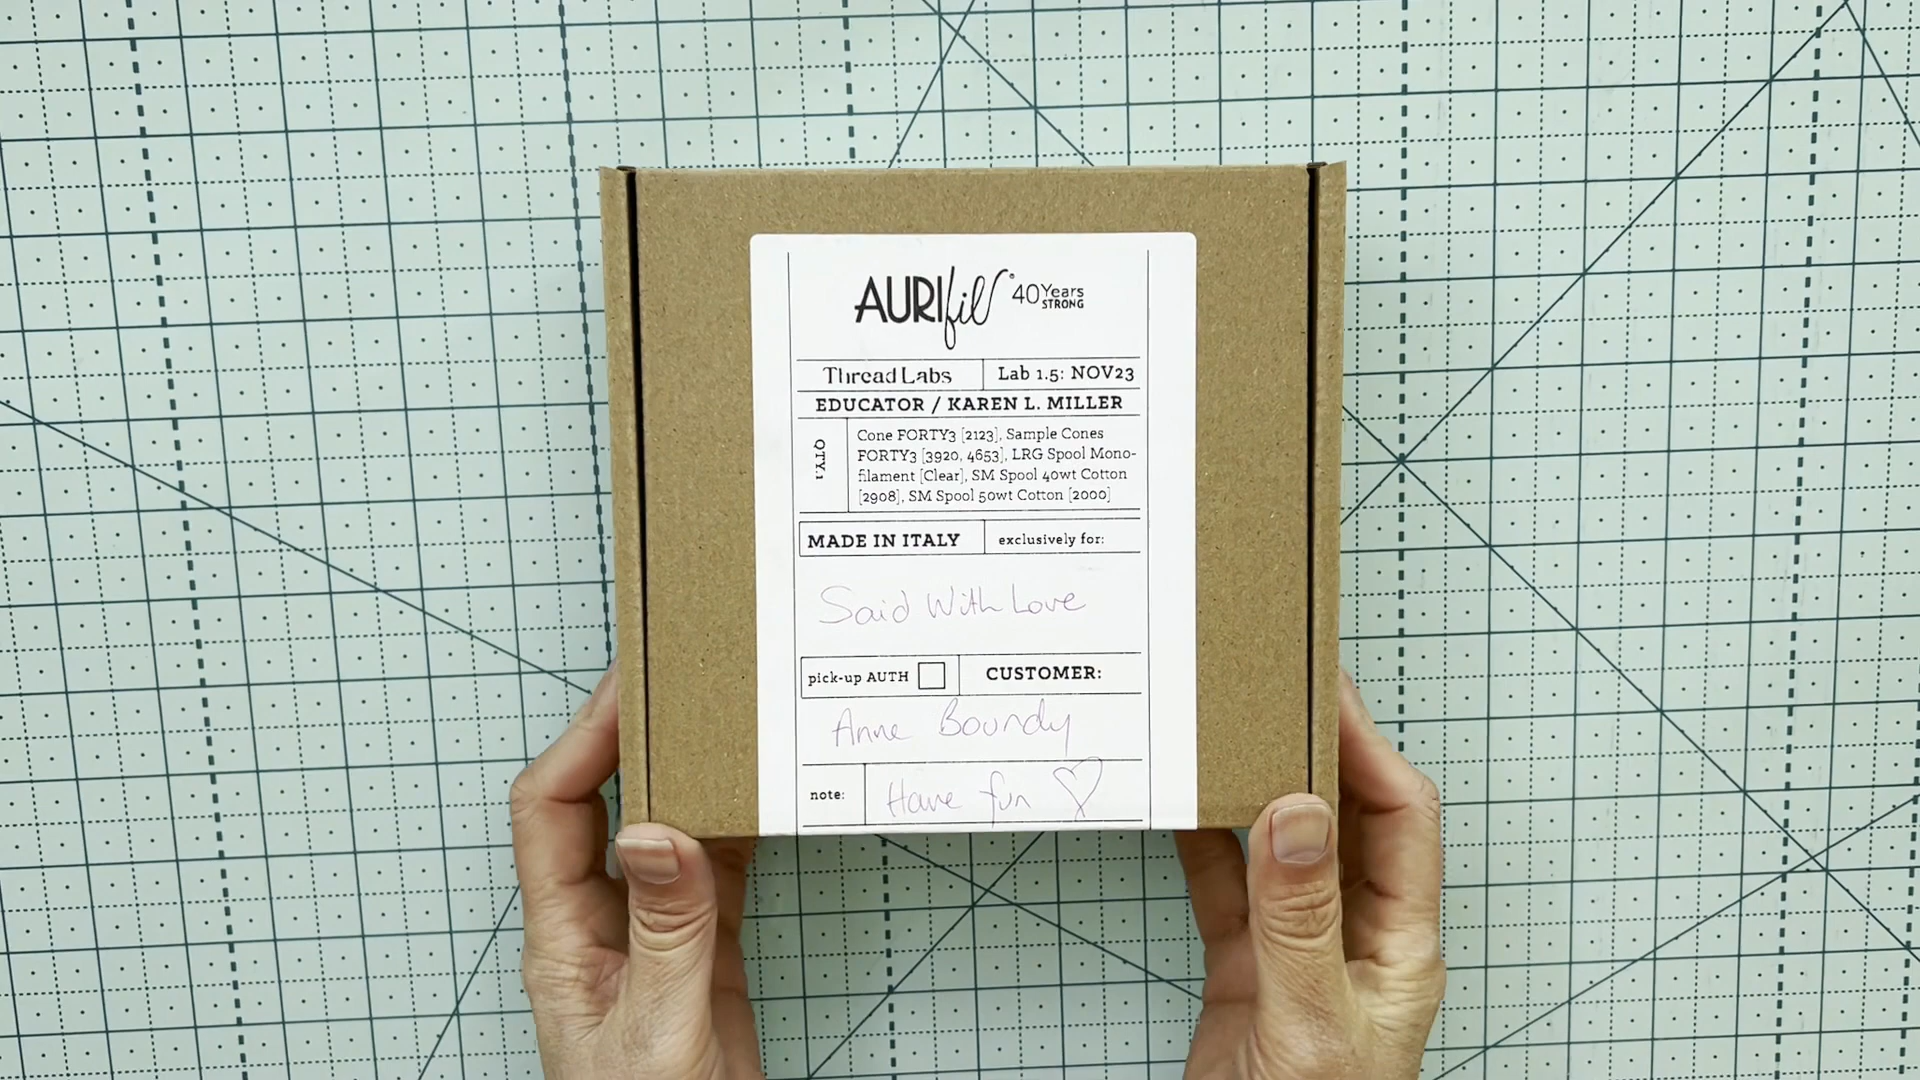 AURIfil® 40 Years STRONG
Thread Labs Lab 1.5: NOV23
EDUCATOR / KAREN L. MILLER
QTY.1
Cone FORTY3 [2123], Sample Cones
FORTY3 [3920, 4653], LRG Spool Mono-
filament [Clear], SM Spool 40wt Cotton
[2908], SM Spool 50wt Cotton [2000]
MADE IN ITALY exclusively for:
Said With Love
pick-up AUTH CUSTOMER:
Anne Boundy
note: Have fun ♡